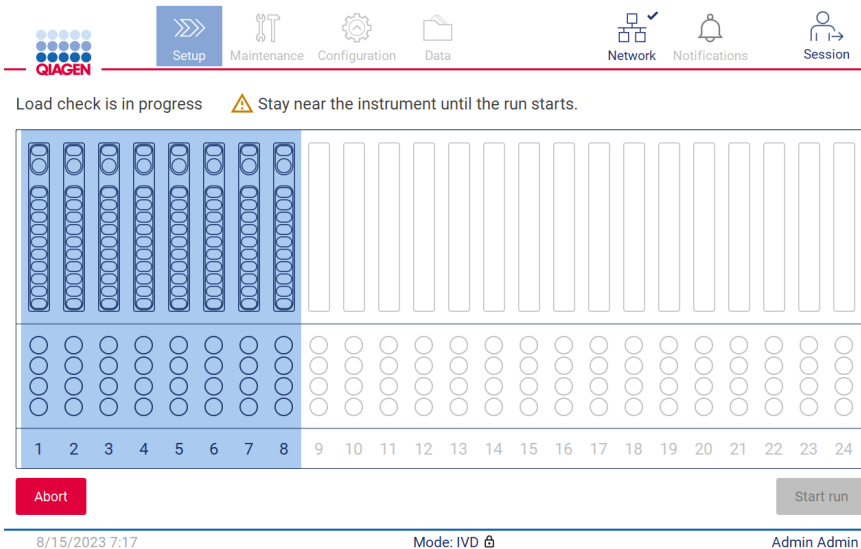 QIAGEN
Setup
Maintenance
Configuration
Data
Network
Notifications
Session
Load check is in progress Stay near the instrument until the run starts.
1 2 3 4 5 6 7 8 9 10 11 12 13 14 15 16 17 18 19 20 21 22 23 24
Abort
Start run
8/15/2023 7:17 Mode: IVD Admin Admin